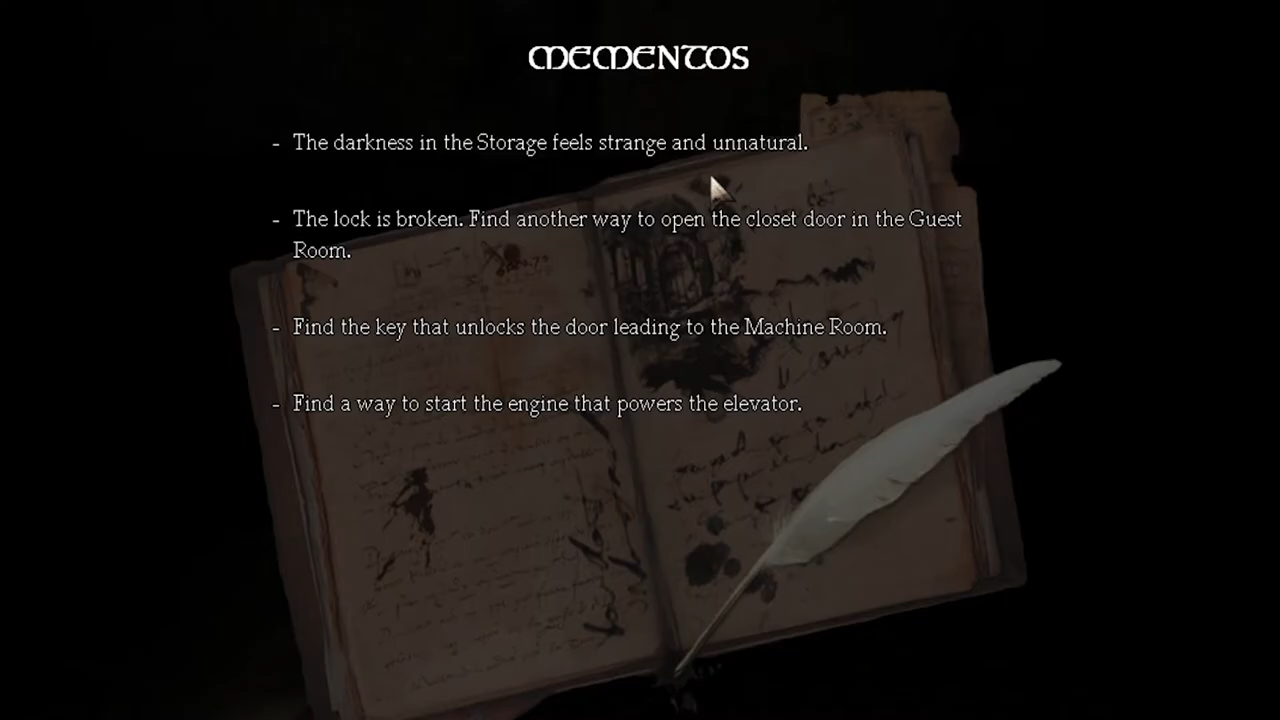 MEMENTOS
- The darkness in the Storage feels strange and unnatural.
- The lock is broken. Find another way to open the closet door in the Guest
Room.
- Find the key that unlocks the door leading to the Machine Room.
- Find a way to start the engine that powers the elevator.